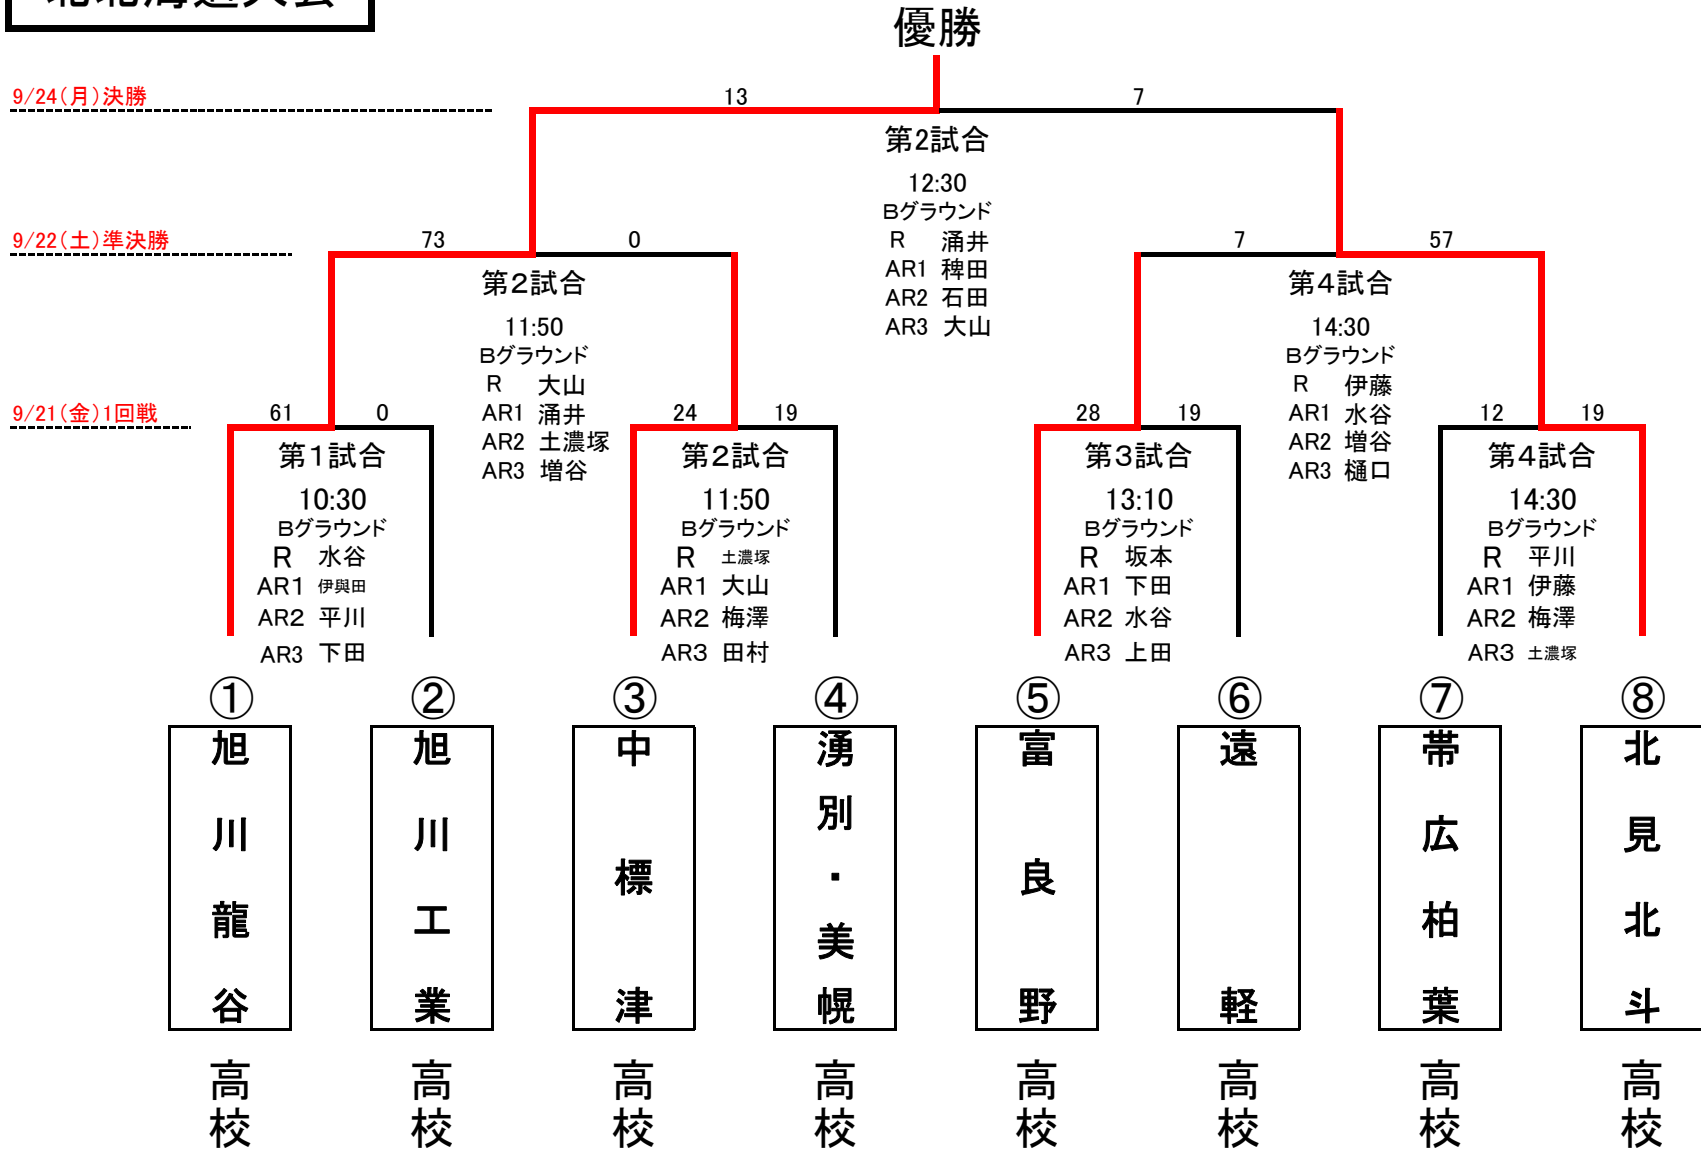 北北海道大会
優勝
9/24(月)決勝
13
7
第2試合
12:30
Bグラウンド
R 涌井
AR1 稗田
AR2 石田
AR3 大山
9/22(土)準決勝
73
0
第2試合
11:50
Bグラウンド
R 大山
AR1 涌井
AR2 土濃塚
AR3 増谷
7
57
第4試合
14:30
Bグラウンド
R 伊藤
AR1 水谷
AR2 増谷
AR3 樋口
9/21(金)1回戦
61
0
第1試合
10:30
Bグラウンド
R 水谷
AR1 伊與田
AR2 平川
AR3 下田
24
19
第2試合
11:50
Bグラウンド
R 土濃塚
AR1 大山
AR2 梅澤
AR3 田村
28
19
第3試合
13:10
Bグラウンド
R 坂本
AR1 下田
AR2 水谷
AR3 上田
12
19
第4試合
14:30
Bグラウンド
R 平川
AR1 伊藤
AR2 梅澤
AR3 土濃塚
①
旭川龍谷
高校
②
旭川工業
高校
③
中標津
高校
④
湧別・美幌
高校
⑤
富良野
高校
⑥
遠軽
高校
⑦
帯広柏葉
高校
⑧
北見北斗
高校